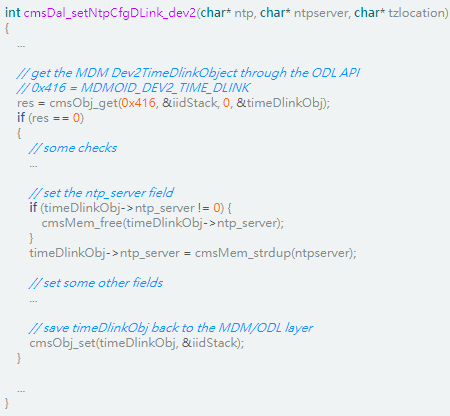 int cmsDal_setNtpCfgDLink_dev2(char* ntp, char* ntpserver, char* tzlocation)
{
...
// get the MDM Dev2TimeDlinkObject through the ODL API
// 0x416 = MDMOID_DEV2_TIME_DLINK
res = cmsObj_get(0x416, &iidStack, 0, &timeDlinkObj);
if (res == 0)
{
// some checks
...
// set the ntp_server field
if (timeDlinkObj->ntp_server != 0) {
cmsMem_free(timeDlinkObj->ntp_server);
}
timeDlinkObj->ntp_server = cmsMem_strdup(ntpserver);
// set some other fields
...
// save timeDlinkObj back to the MDM/ODL layer
cmsObj_set(timeDlinkObj, &iidStack);
}
...
}